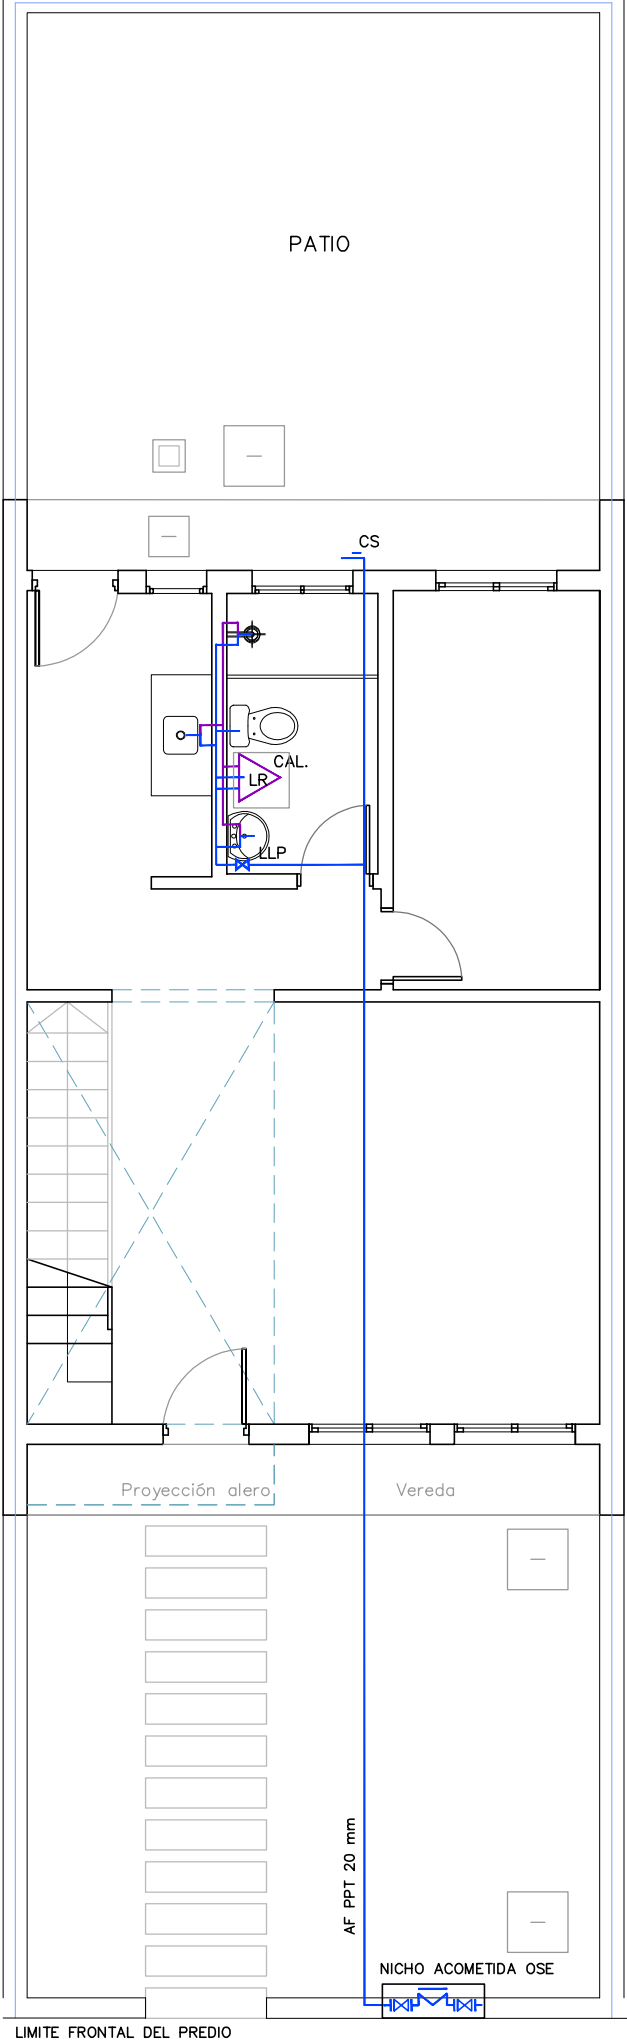 PATIO
CS
CAL.
LR
LLP
Proyección alero
Vereda
AF PPT 20 mm
NICHO ACOMETIDA OSE
LIMITE FRONTAL DEL PREDIO